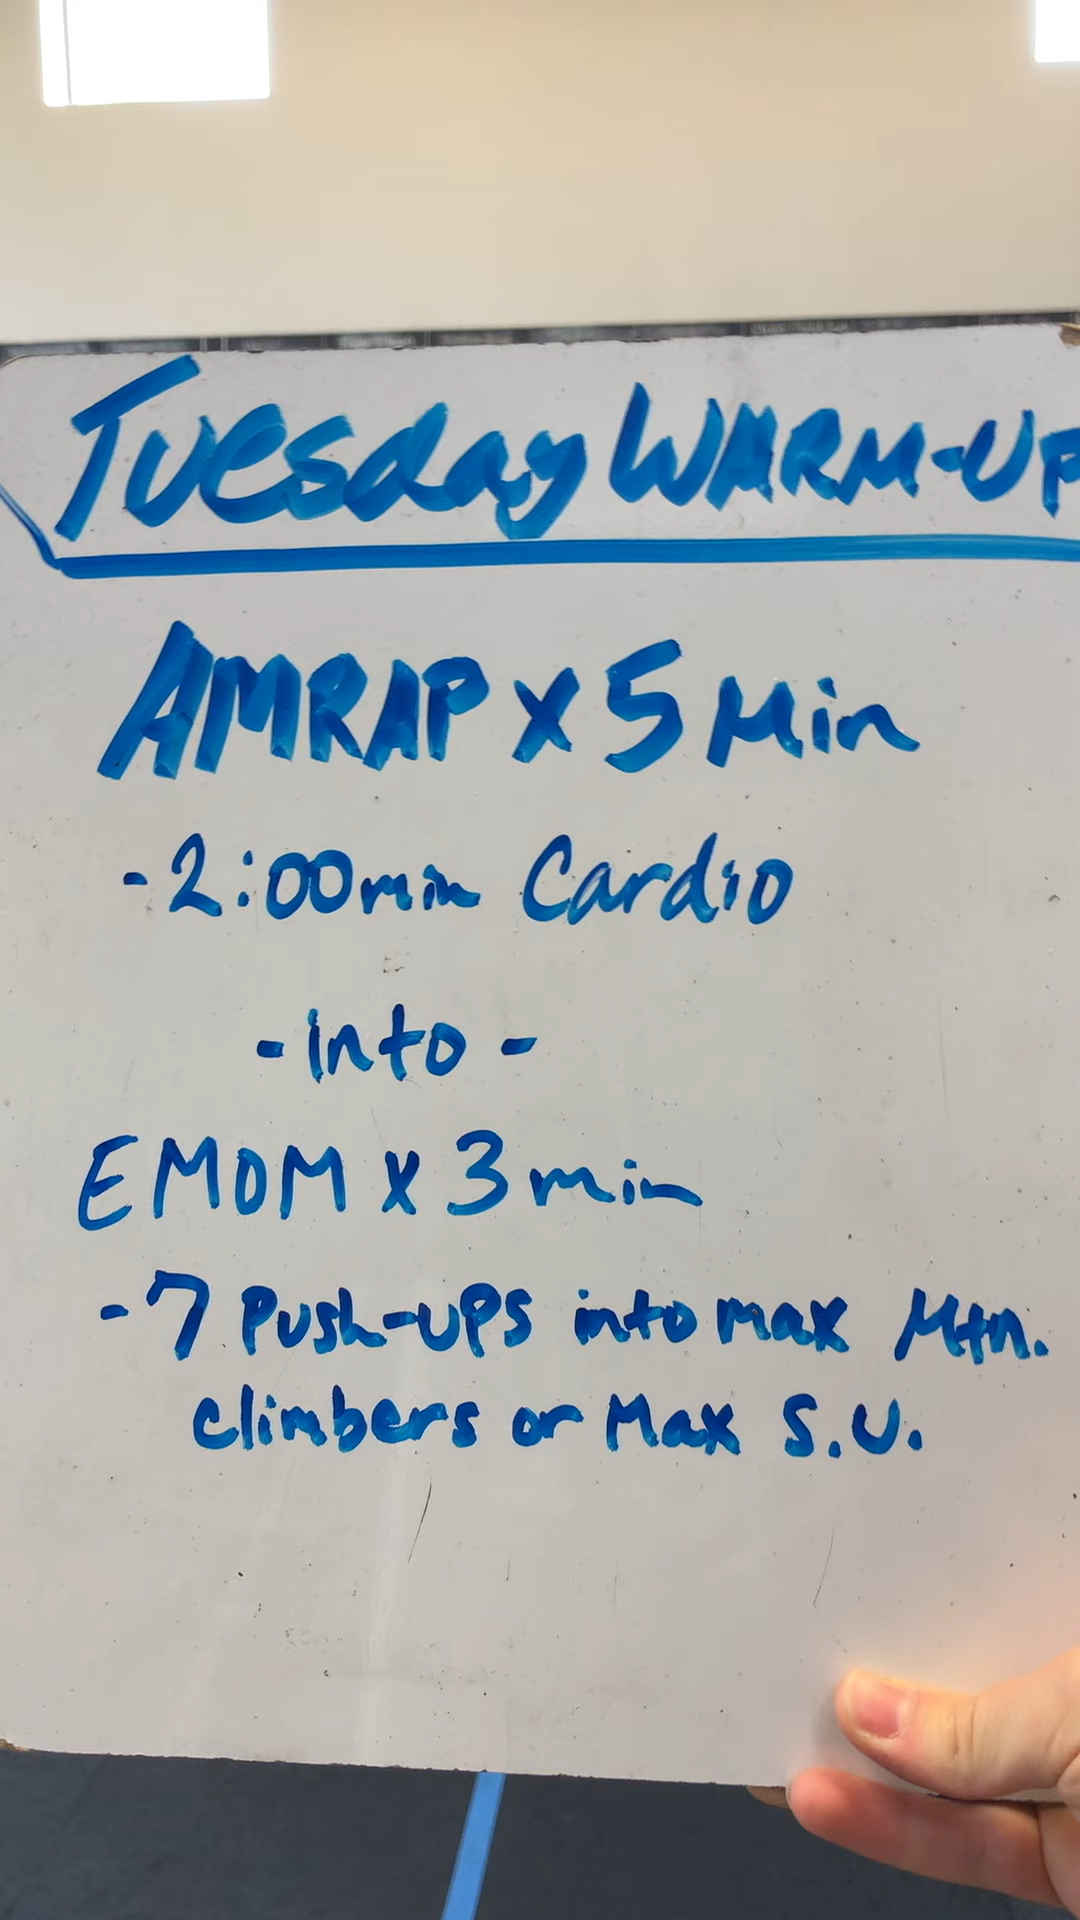 Tuesday WARM-UP
AMRAP x 5 Min
-2:00min Cardio
- into -
EMOM x 3 min
-7 Push-ups into max Mtn.
climbers or Max S.U.